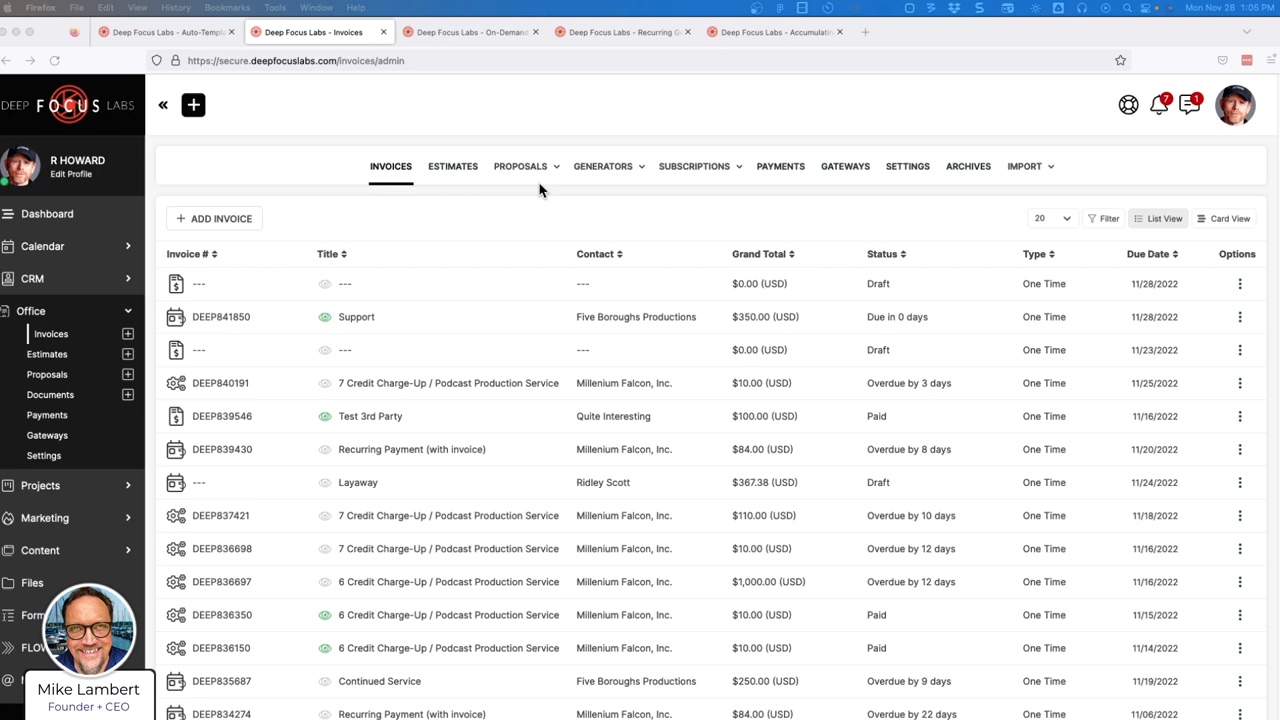 Firefox File Edit View History Bookmarks Tools Window Help Mon Nov 28 1:05 PM
Deep Focus Labs - Auto-Templa Deep Focus Labs - Invoices Deep Focus Labs - On-Demand Deep Focus Labs - Recurring Ge Deep Focus Labs - Accumulatin
https://secure.deepfocuslabs.com/invoices/admin
DEEP FOCUS LABS
7 1
R HOWARD
Edit Profile
Dashboard
Calendar
CRM
Office
Invoices
Estimates
Proposals
Documents
Payments
Gateways
Settings
Projects
Marketing
Content
Files
Form
FLOW
Mike Lambert
Founder + CEO
INVOICES ESTIMATES PROPOSALS GENERATORS SUBSCRIPTIONS PAYMENTS GATEWAYS SETTINGS ARCHIVES IMPORT
+ ADD INVOICE 20 Filter List View Card View
Invoice # Title Contact Grand Total Status Type Due Date Options
--- --- --- $0.00 (USD) Draft One Time 11/28/2022
DEEP841850 Support Five Boroughs Productions $350.00 (USD) Due in 0 days One Time 11/28/2022
--- --- --- $0.00 (USD) Draft One Time 11/23/2022
DEEP840191 7 Credit Charge-Up / Podcast Production Service Millenium Falcon, Inc. $10.00 (USD) Overdue by 3 days One Time 11/25/2022
DEEP839546 Test 3rd Party Quite Interesting $100.00 (USD) Paid One Time 11/16/2022
DEEP839430 Recurring Payment (with invoice) Millenium Falcon, Inc. $84.00 (USD) Overdue by 8 days One Time 11/20/2022
--- Layaway Ridley Scott $367.38 (USD) Draft One Time 11/24/2022
DEEP837421 7 Credit Charge-Up / Podcast Production Service Millenium Falcon, Inc. $110.00 (USD) Overdue by 10 days One Time 11/18/2022
DEEP836698 7 Credit Charge-Up / Podcast Production Service Millenium Falcon, Inc. $10.00 (USD) Overdue by 12 days One Time 11/16/2022
DEEP836697 6 Credit Charge-Up / Podcast Production Service Millenium Falcon, Inc. $1,000.00 (USD) Overdue by 12 days One Time 11/16/2022
DEEP836350 6 Credit Charge-Up / Podcast Production Service Millenium Falcon, Inc. $10.00 (USD) Paid One Time 11/15/2022
DEEP836150 6 Credit Charge-Up / Podcast Production Service Millenium Falcon, Inc. $10.00 (USD) Paid One Time 11/14/2022
DEEP835687 Continued Service Five Boroughs Productions $250.00 (USD) Overdue by 9 days One Time 11/19/2022
DEEP834274 Recurring Payment (with invoice) Millenium Falcon, Inc. $84.00 (USD) Overdue by 22 days One Time 11/06/2022